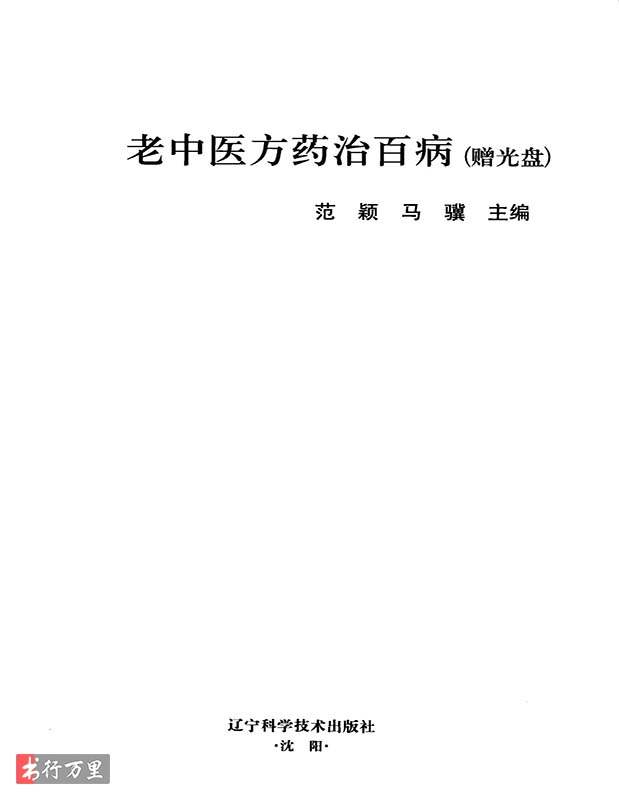 老中医方药治百病(赠光盘)
范 颖 马 骥 主编
辽宁科学技术出版社
·沈 阳·
书行万里